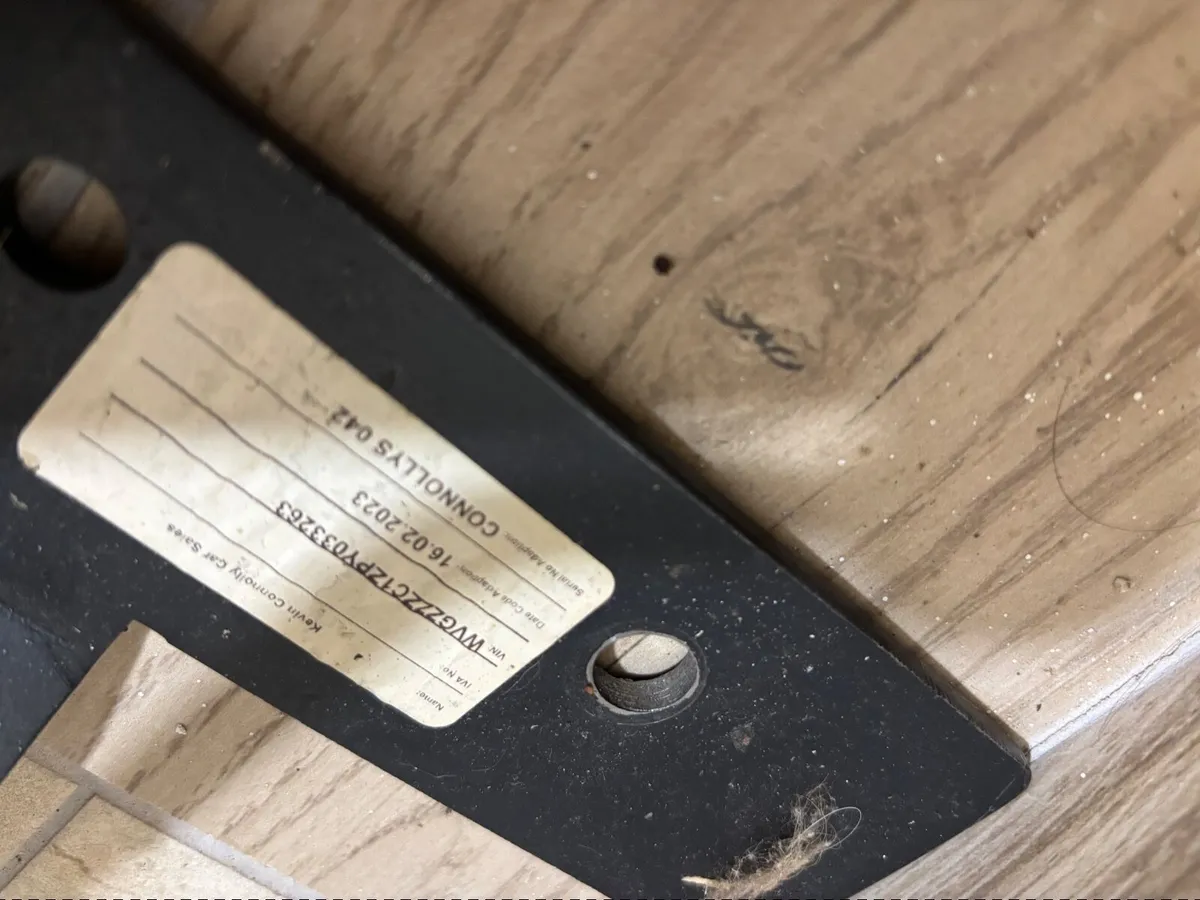 Name: Kevin Connolly Car Sales
IVA No:
VIN: WVGZZZC1ZPY033263
Date Code Adaption: 16.02.2023
Serial No Adaption: CONNOLLYS 042